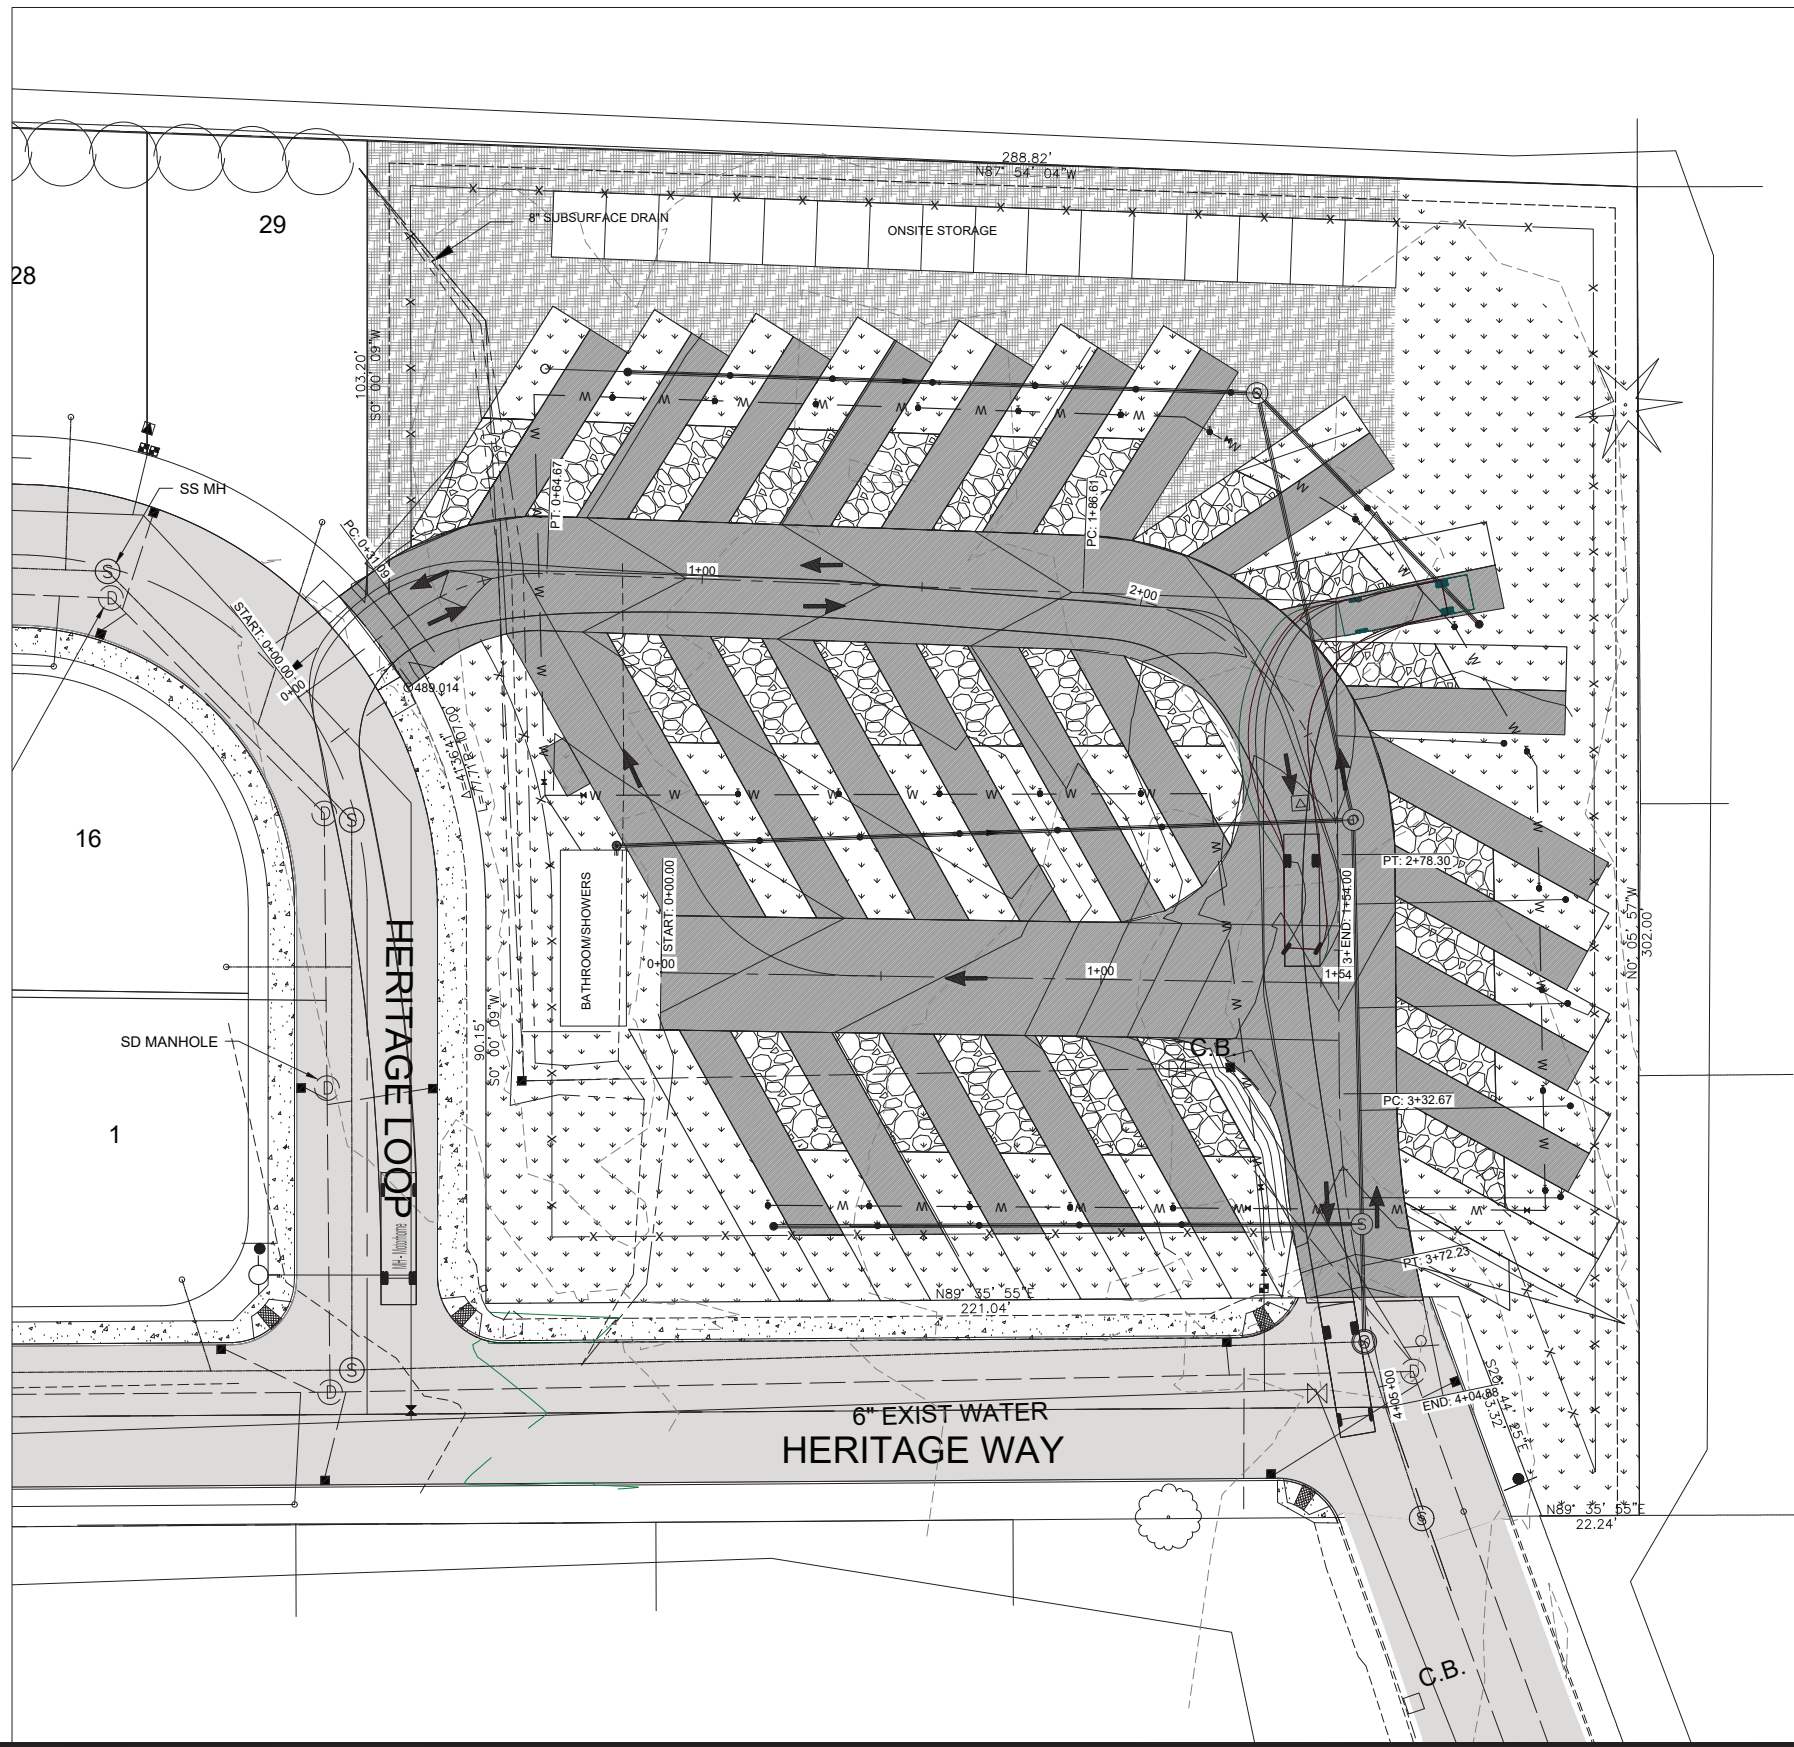 288.82'
N87° 54' 04"W
8" SUBSURFACE DRAIN
ONSITE STORAGE
29
28
103.20'
S0° 00' 09"W
SS MH
S
D
PC: 0+31.09
PT: 0+64.67
PC: 1+86.61
1+00
2+00
START: 0+00.00
0+00
489.014
Δ=41°36'41"
16
PT: 2+78.30
BATHROOM/SHOWERS
START: 0+00.00
0+00
1+00
3+
END: 1+54.00
1+54
N0° 05' 57"W
302.00'
HERITAGE LOOP
SD MANHOLE
90.15'
S0° 00' 09"W
C.B.
PC: 3+32.67
1
MH - Motorhome
PT: 3+72.23
N89° 35' 55"E
221.04'
4+05+00
END: 4+04.88
6" EXIST WATER
HERITAGE WAY
N89° 35' 55"E
22.24'
C.B.